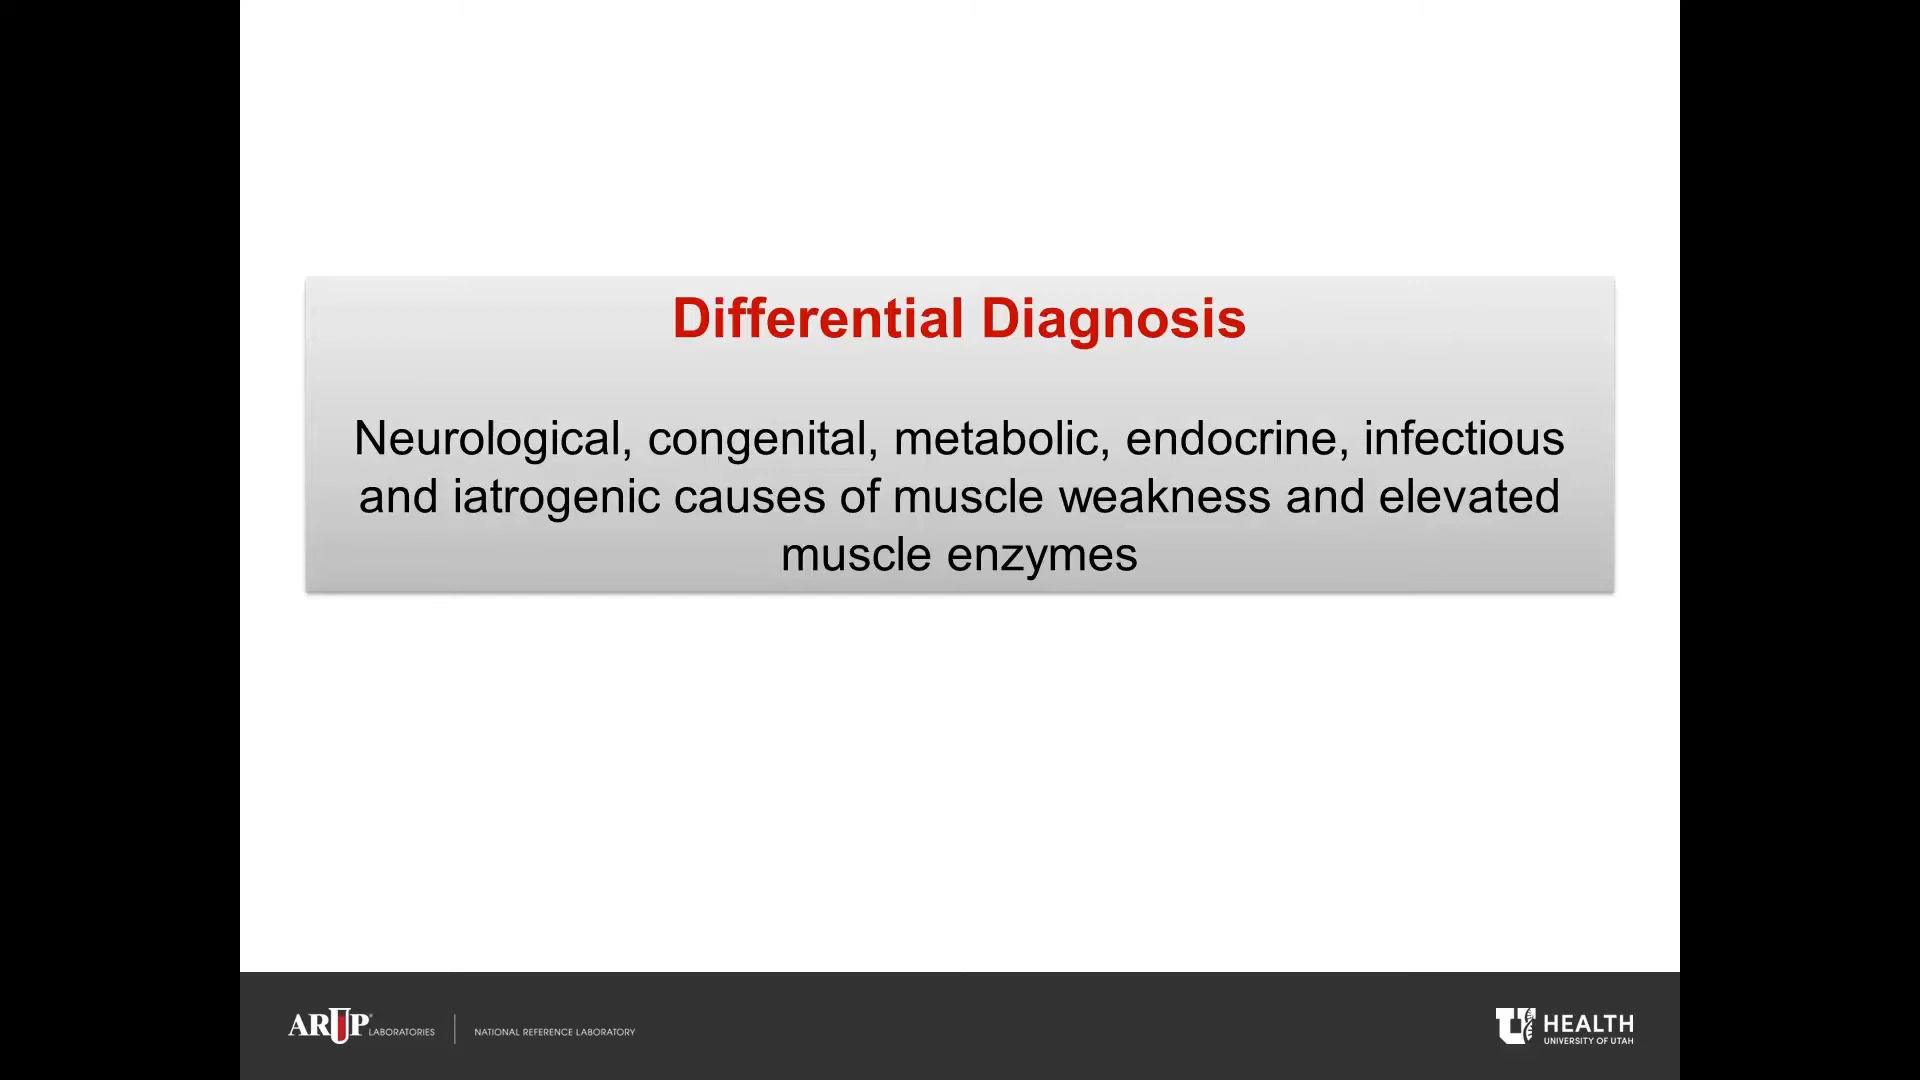 Differential Diagnosis
Neurological, congenital, metabolic, endocrine, infectious
and iatrogenic causes of muscle weakness and elevated
muscle enzymes
ARUP LABORATORIES | NATIONAL REFERENCE LABORATORY
U HEALTH
UNIVERSITY OF UTAH